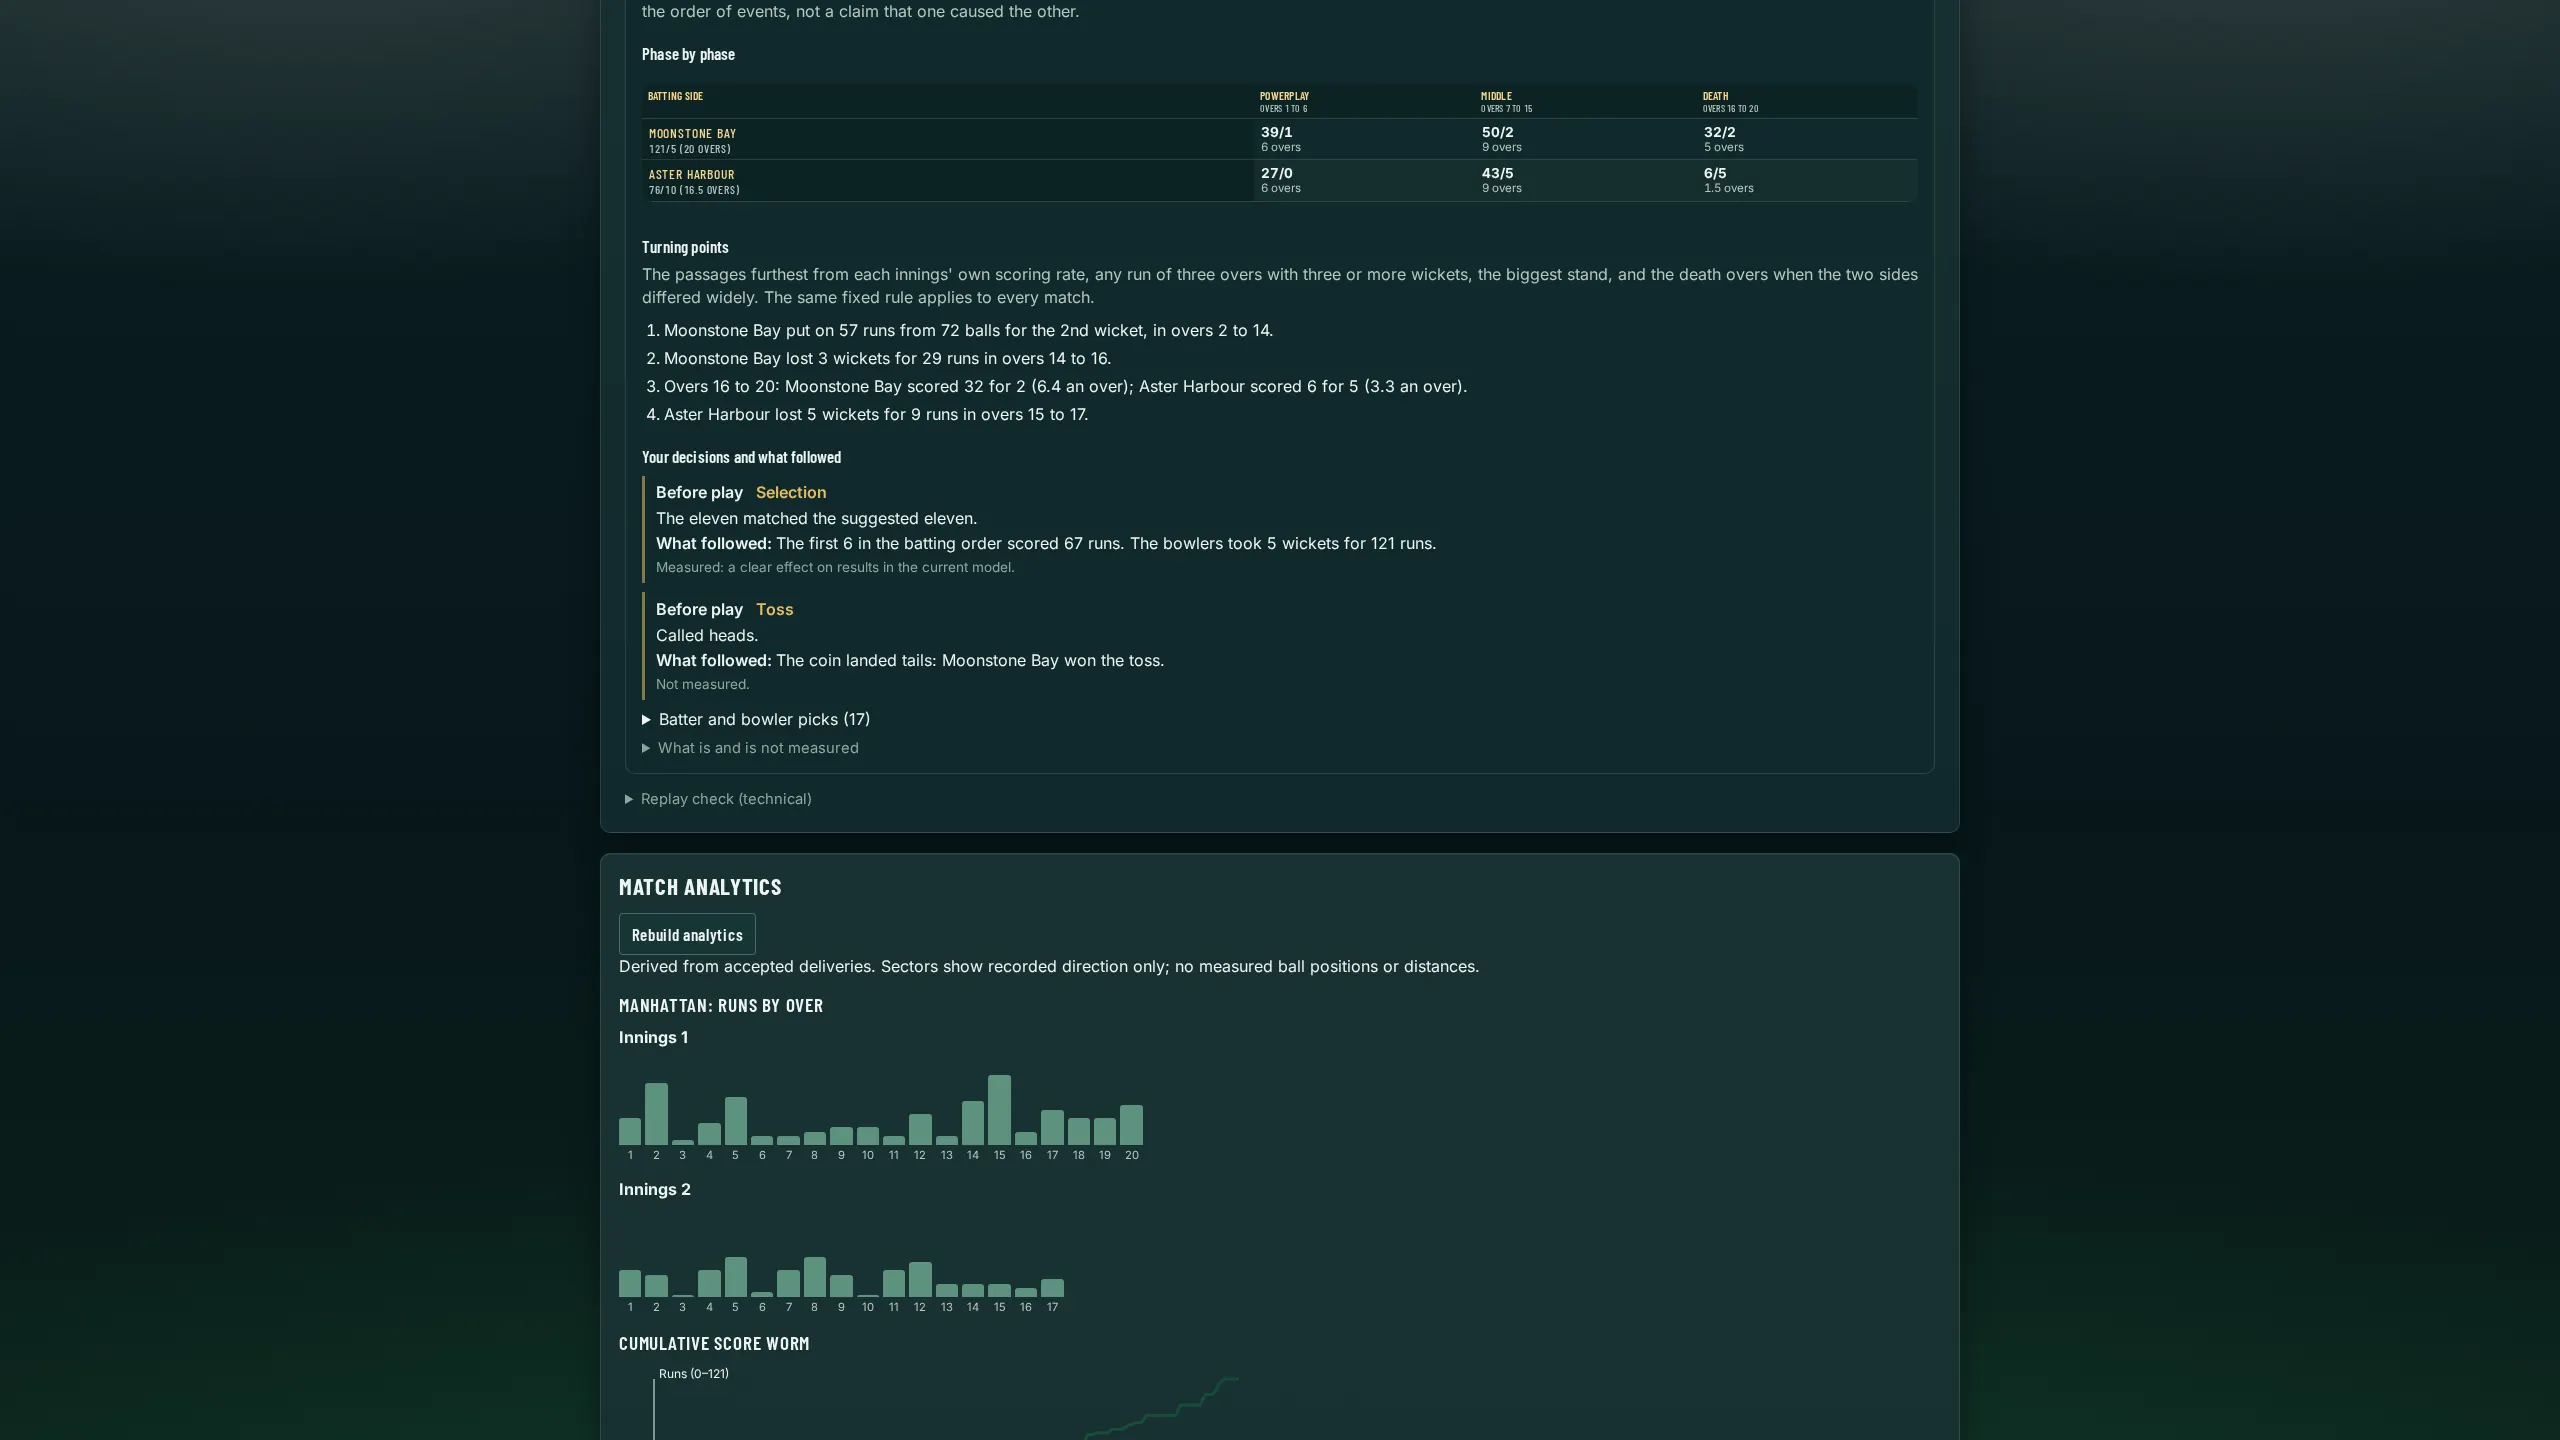 the order of events, not a claim that one caused the other.
Phase by phase
BATTING SIDE POWERPLAY MIDDLE DEATH
OVERS 1 TO 6 OVERS 7 TO 15 OVERS 16 TO 20
MOONSTONE BAY 39/1 50/2 32/2
121/5 (20 OVERS) 6 overs 9 overs 5 overs
ASTER HARBOUR 27/0 43/5 6/5
76/10 (16.5 OVERS) 6 overs 9 overs 1.5 overs
Turning points
The passages furthest from each innings' own scoring rate, any run of three overs with three or more wickets, the biggest stand, and the death overs when the two sides
differed widely. The same fixed rule applies to every match.
1. Moonstone Bay put on 57 runs from 72 balls for the 2nd wicket, in overs 2 to 14.
2. Moonstone Bay lost 3 wickets for 29 runs in overs 14 to 16.
3. Overs 16 to 20: Moonstone Bay scored 32 for 2 (6.4 an over); Aster Harbour scored 6 for 5 (3.3 an over).
4. Aster Harbour lost 5 wickets for 9 runs in overs 15 to 17.
Your decisions and what followed
Before play Selection
The eleven matched the suggested eleven.
What followed: The first 6 in the batting order scored 67 runs. The bowlers took 5 wickets for 121 runs.
Measured: a clear effect on results in the current model.
Before play Toss
Called heads.
What followed: The coin landed tails: Moonstone Bay won the toss.
Not measured.
Batter and bowler picks (17)
What is and is not measured
Replay check (technical)
MATCH ANALYTICS
Rebuild analytics
Derived from accepted deliveries. Sectors show recorded direction only; no measured ball positions or distances.
MANHATTAN: RUNS BY OVER
Innings 1
1 2 3 4 5 6 7 8 9 10 11 12 13 14 15 16 17 18 19 20
Innings 2
1 2 3 4 5 6 7 8 9 10 11 12 13 14 15 16 17
CUMULATIVE SCORE WORM
Runs (0–121)